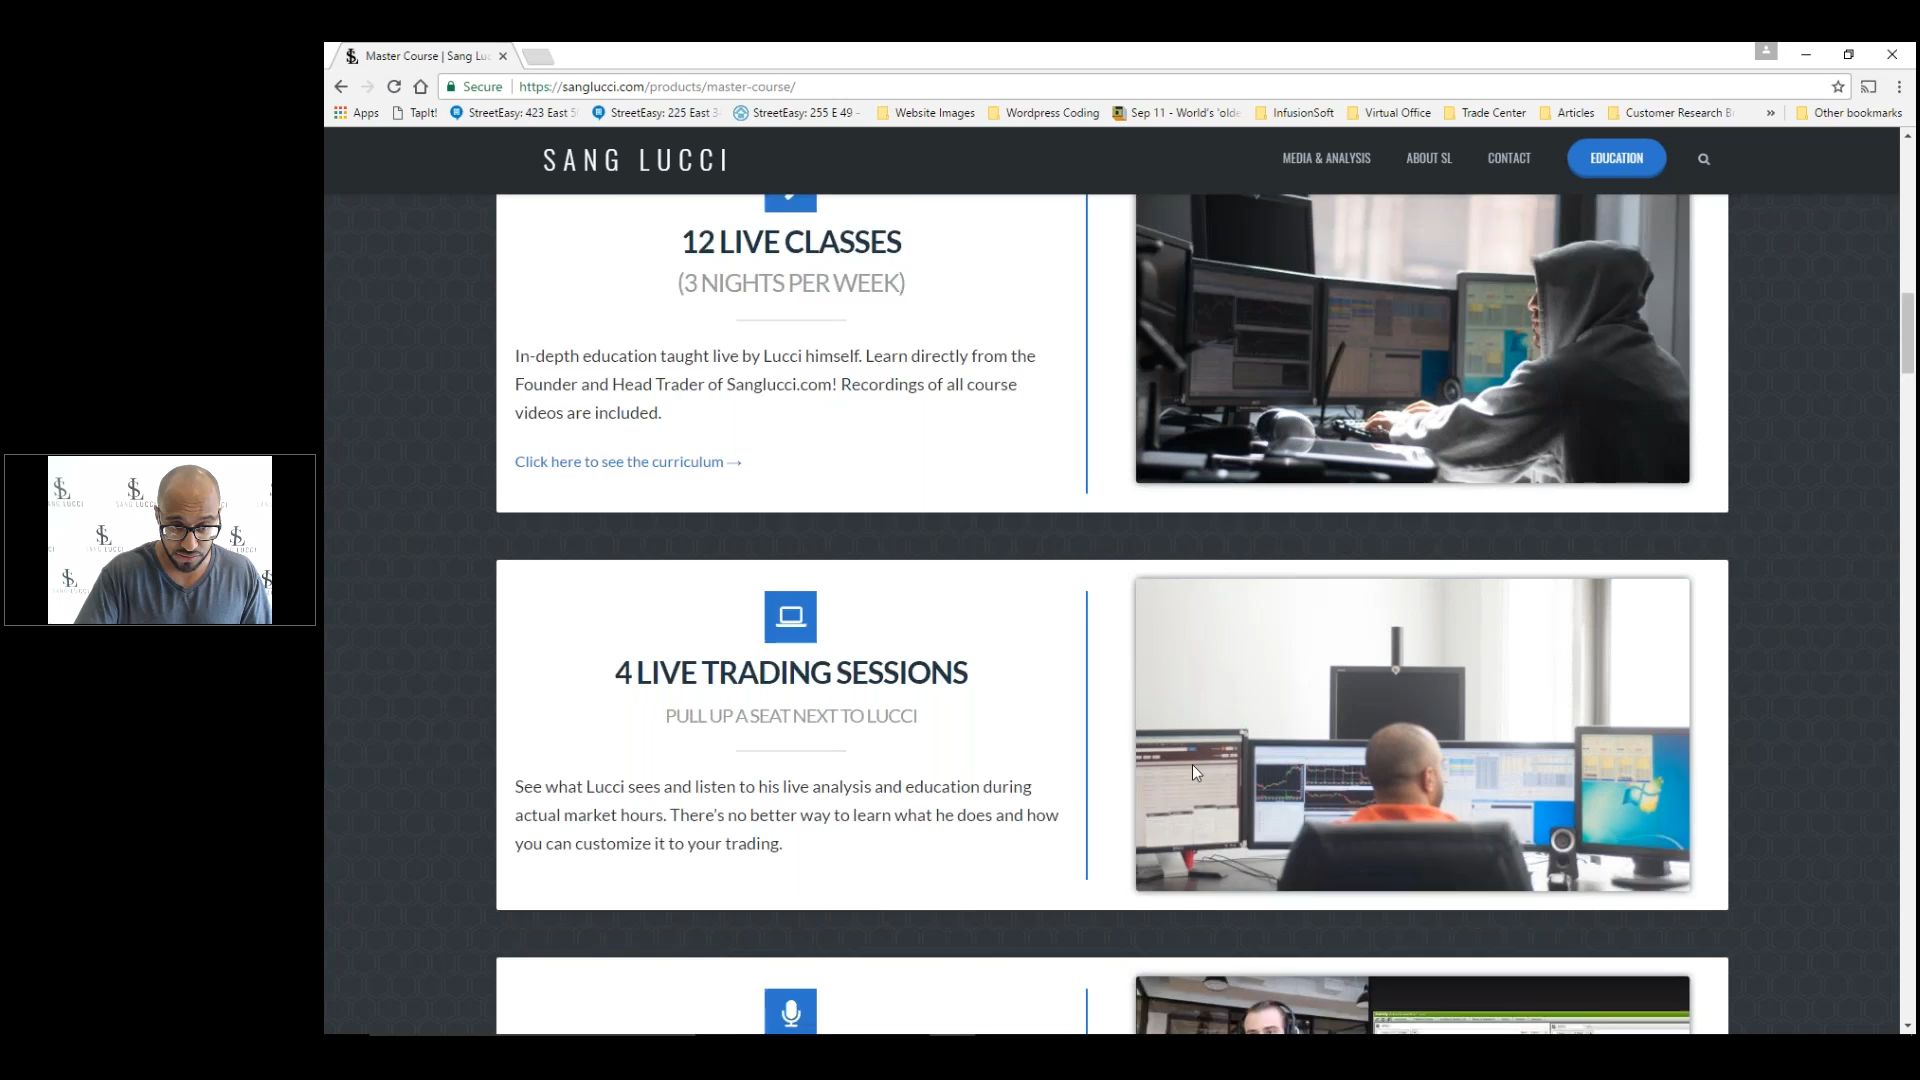 Master Course | Sang Luc
Secure
https://sanglucci.com/products/master-course/
Apps
TapIt!
StreetEasy: 423 East 5
StreetEasy: 225 East 3
StreetEasy: 255 E 49 -
Website Images
Wordpress Coding
Sep 11 - World's 'olde
InfusionSoft
Virtual Office
Trade Center
Articles
Customer Research B
»
Other bookmarks
SANG LUCCI
MEDIA & ANALYSIS
ABOUT SL
CONTACT
EDUCATION
12 LIVE CLASSES
(3 NIGHTS PER WEEK)
In-depth education taught live by Lucci himself. Learn directly from the
Founder and Head Trader of Sanglucci.com! Recordings of all course
videos are included.
Click here to see the curriculum →
SANG LUCCI
4 LIVE TRADING SESSIONS
PULL UP A SEAT NEXT TO LUCCI
See what Lucci sees and listen to his live analysis and education during
actual market hours. There's no better way to learn what he does and how
you can customize it to your trading.